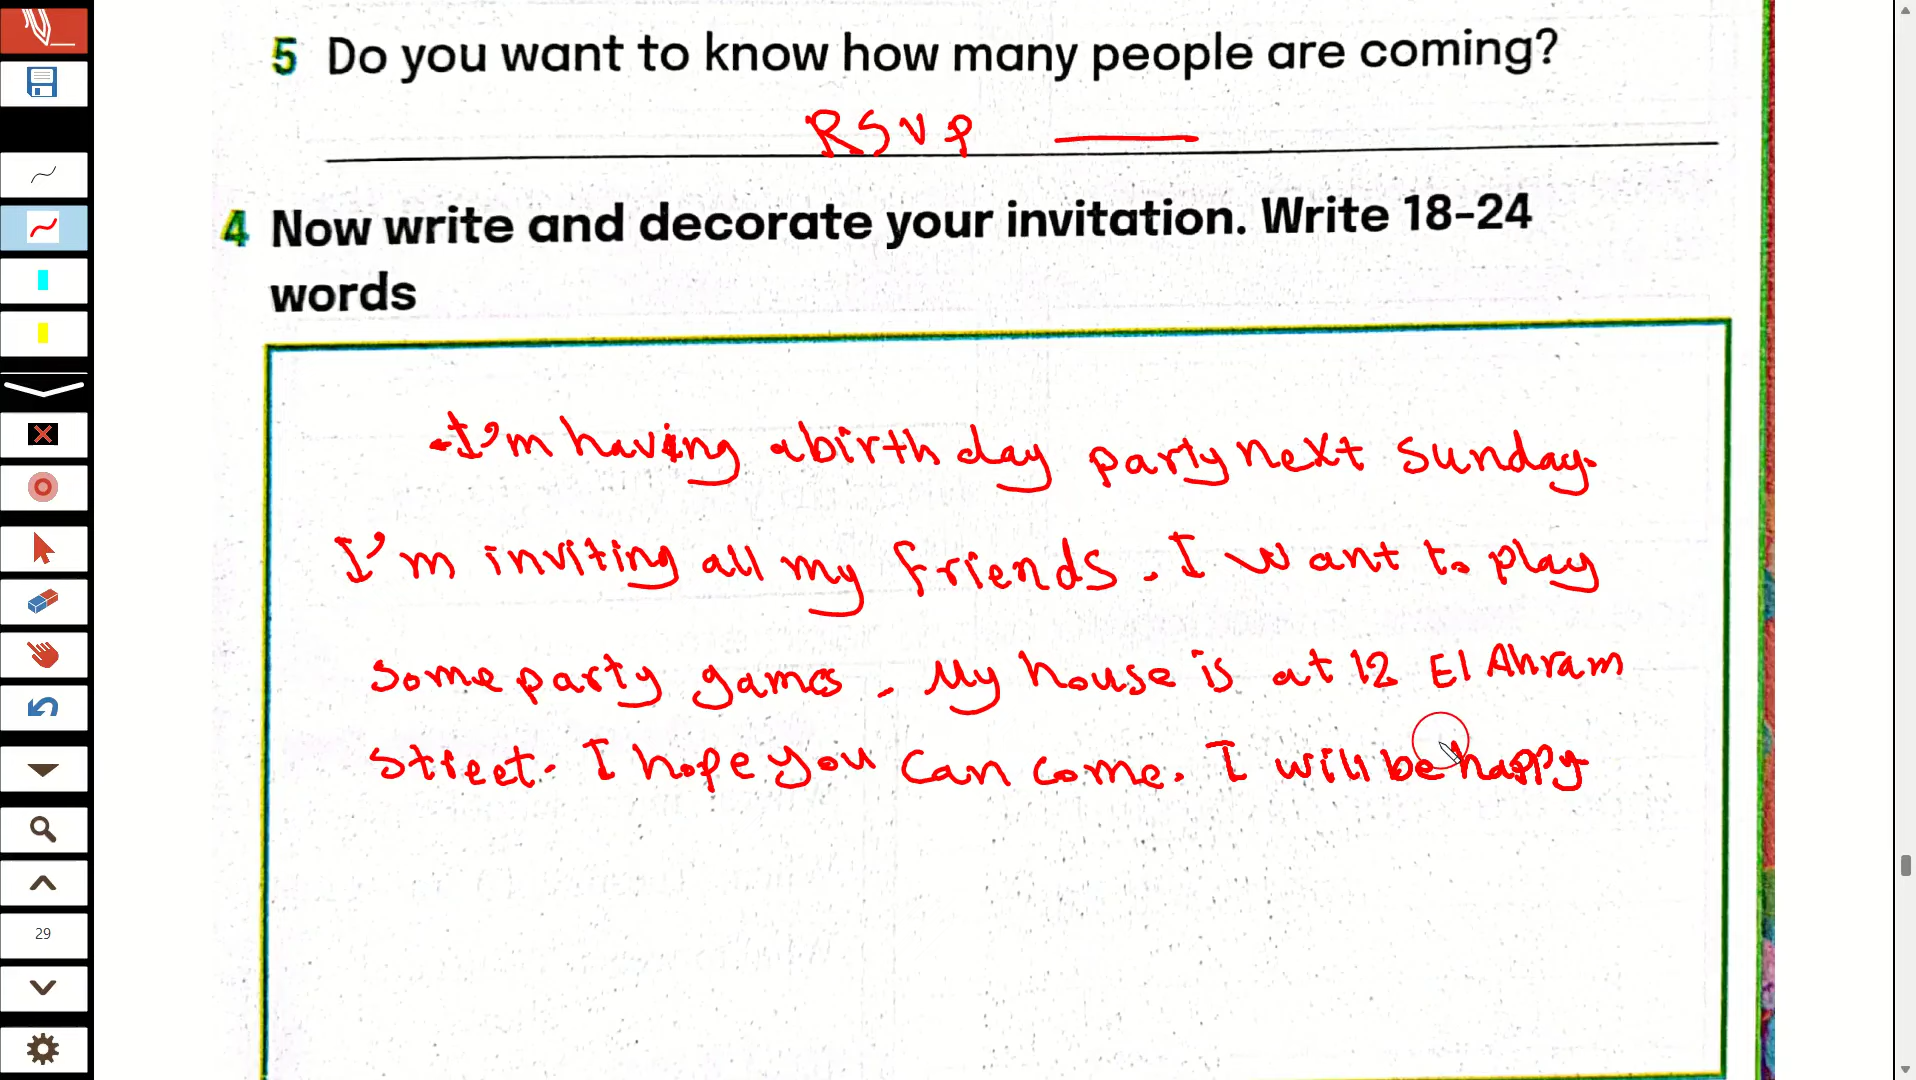 5 Do you want to know how many people are coming?
RSVP
4 Now write and decorate your invitation. Write 18-24
words
I'm having a birthday party next Sunday.
I'm inviting all my friends. I want to play
some party games. My house is at 12 El Ahram
street. I hope you can come. I will be happy
29